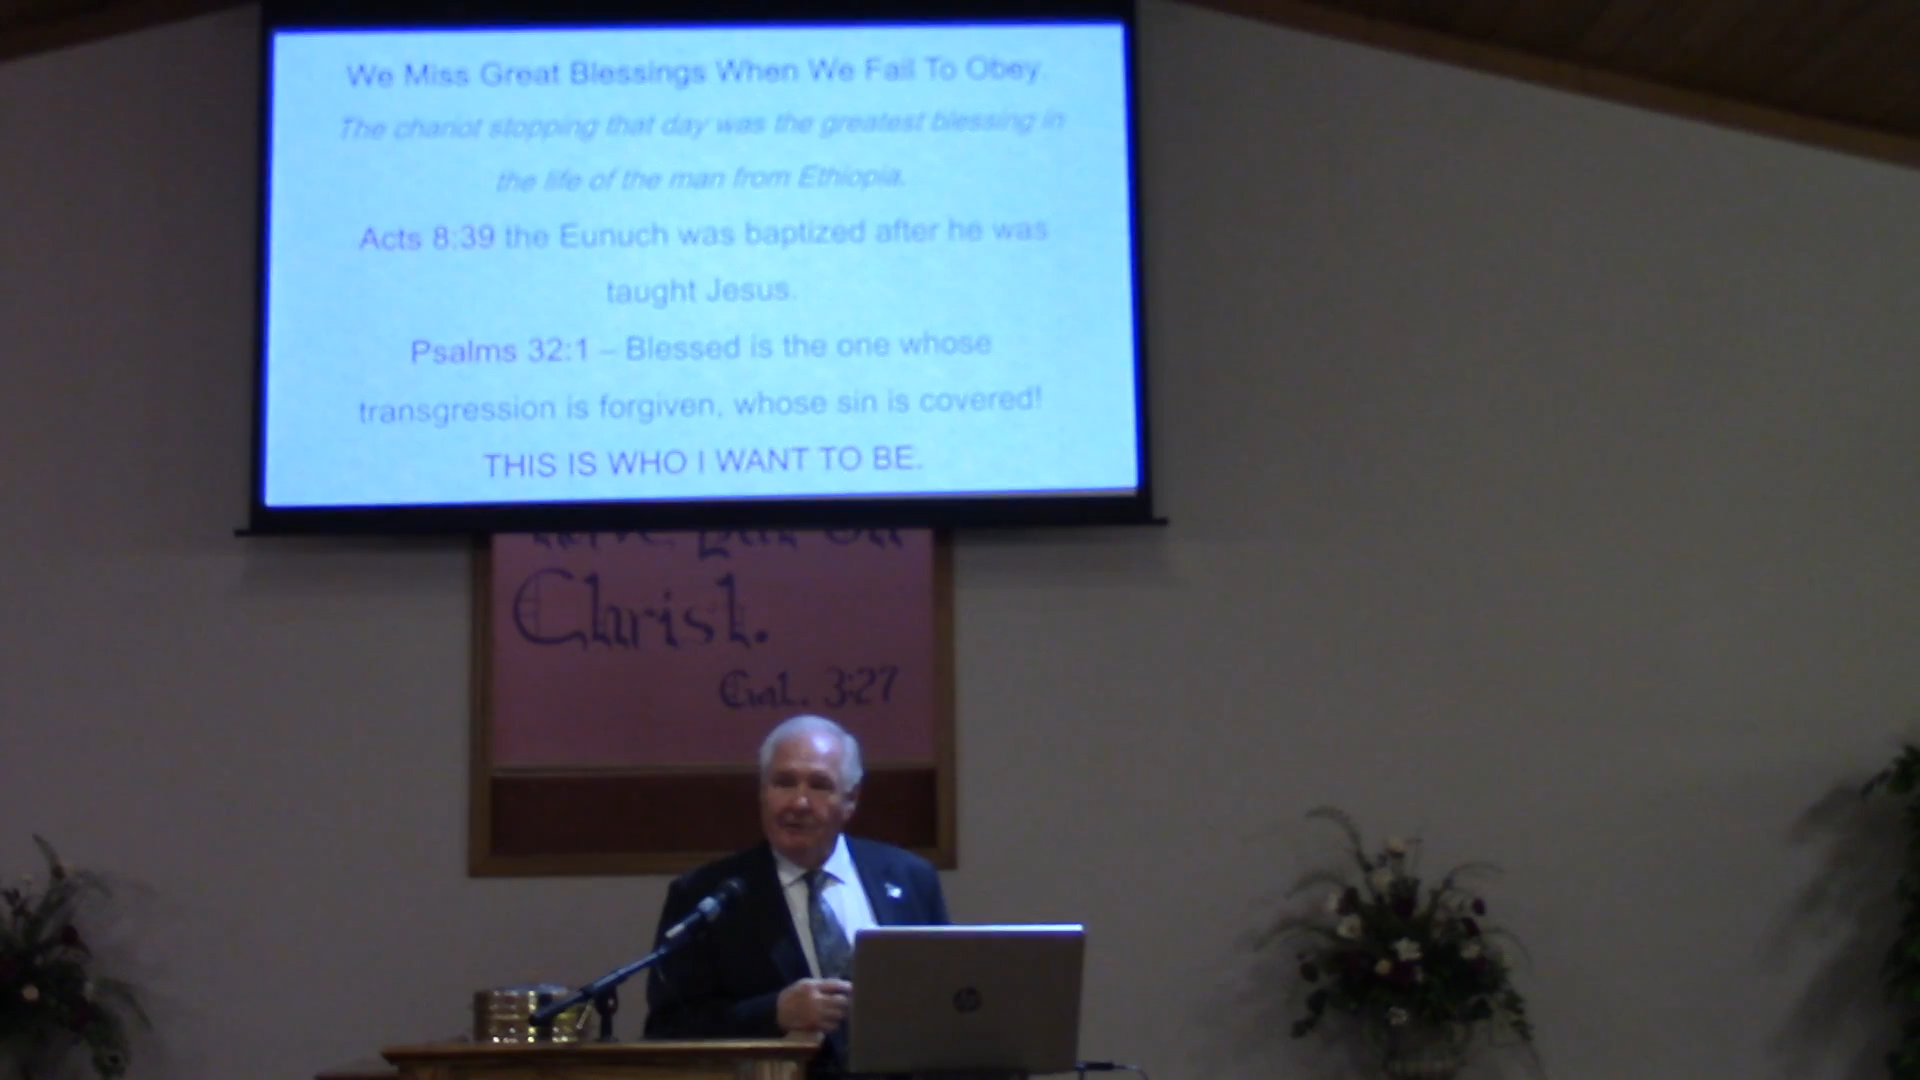 We Miss Great Blessings When We Fail To Obey.
The chariot stopping that day was the greatest blessing in
the life of the man from Ethiopia.
Acts 8:39 the Eunuch was baptized after he was
taught Jesus.
Psalms 32:1 – Blessed is the one whose
transgression is forgiven, whose sin is covered!
THIS IS WHO I WANT TO BE.
Christ.
Gal. 3:27
hp